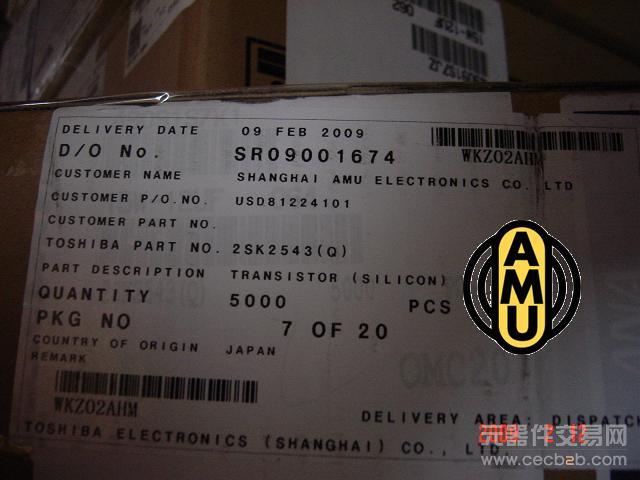 062
1SW-12UF
DELIVERY DATE 09 FEB 2009
D/O No. SR09001674
WKZ02AHM
CUSTOMER NAME SHANGHAI AMU ELECTRONICS CO., LTD
CUSTOMER P/O.NO. USD81224101
CUSTOMER PART NO.
TOSHIBA PART NO. 2SK2543(Q)
PART DESCRIPTION TRANSISTOR (SILICON)
QUANTITY 5000 PCS
PKG NO 7 OF 20
COUNTRY OF ORIGIN JAPAN
REMARK
AMU
WKZ02AHM
DELIVERY AREA: DISPATCH
TOSHIBA ELECTRONICS (SHANGHAI) CO., LTD.
元器件交易网
www.cecb2b.com